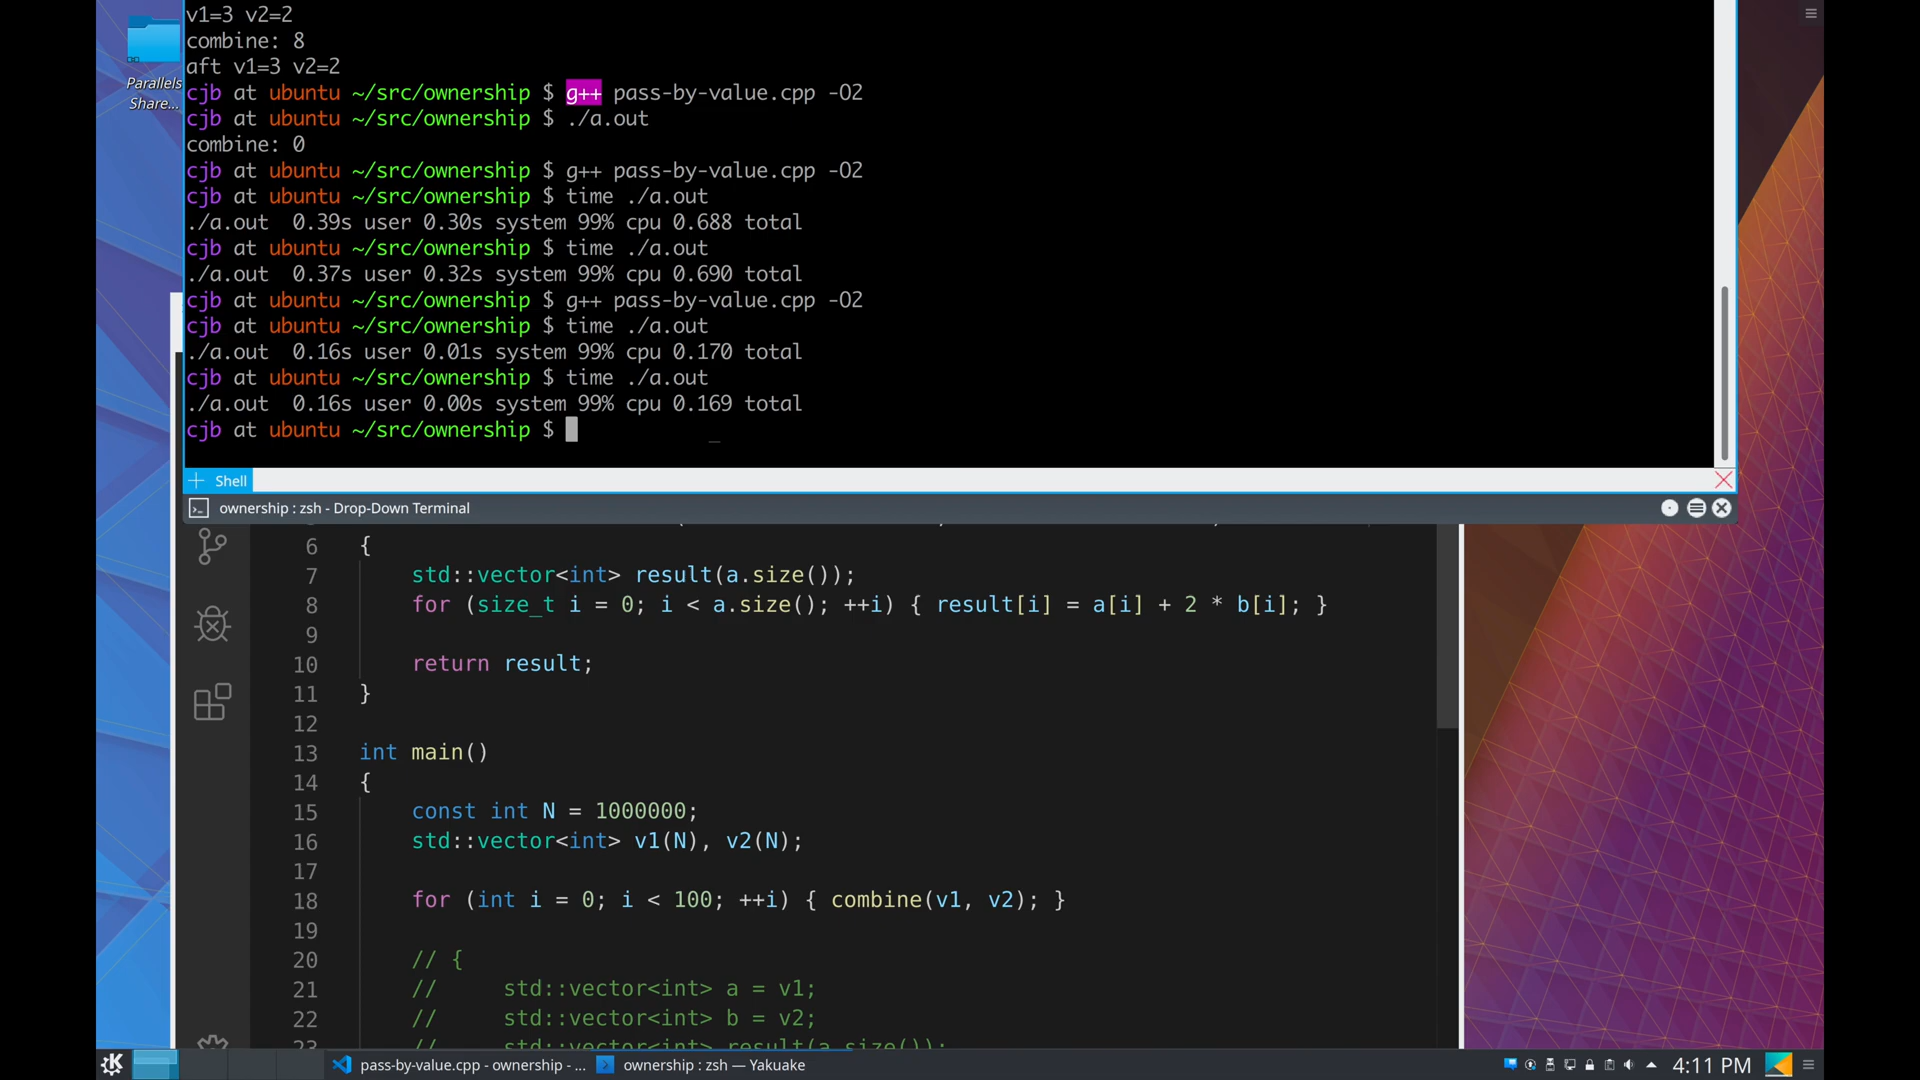 v1=3 v2=2
combine: 8
aft v1=3 v2=2
cjb at ubuntu ~/src/ownership $ g++ pass-by-value.cpp -O2
cjb at ubuntu ~/src/ownership $ ./a.out
combine: 0
cjb at ubuntu ~/src/ownership $ g++ pass-by-value.cpp -O2
cjb at ubuntu ~/src/ownership $ time ./a.out
./a.out  0.39s user 0.30s system 99% cpu 0.688 total
cjb at ubuntu ~/src/ownership $ time ./a.out
./a.out  0.37s user 0.32s system 99% cpu 0.690 total
cjb at ubuntu ~/src/ownership $ g++ pass-by-value.cpp -O2
cjb at ubuntu ~/src/ownership $ time ./a.out
./a.out  0.16s user 0.01s system 99% cpu 0.170 total
cjb at ubuntu ~/src/ownership $ time ./a.out
./a.out  0.16s user 0.00s system 99% cpu 0.169 total
cjb at ubuntu ~/src/ownership $
Parallels
Share...
Shell
ownership : zsh - Drop-Down Terminal
6 {
7 std::vector<int> result(a.size());
8 for (size_t i = 0; i < a.size(); ++i) { result[i] = a[i] + 2 * b[i]; }
9
10 return result;
11 }
12
13 int main()
14 {
15 const int N = 1000000;
16 std::vector<int> v1(N), v2(N);
17
18 for (int i = 0; i < 100; ++i) { combine(v1, v2); }
19
20 // {
21 // std::vector<int> a = v1;
22 // std::vector<int> b = v2;
23 // std::vector<int> result(a.size());
pass-by-value.cpp - ownership - ...
ownership : zsh — Yakuake
4:11 PM